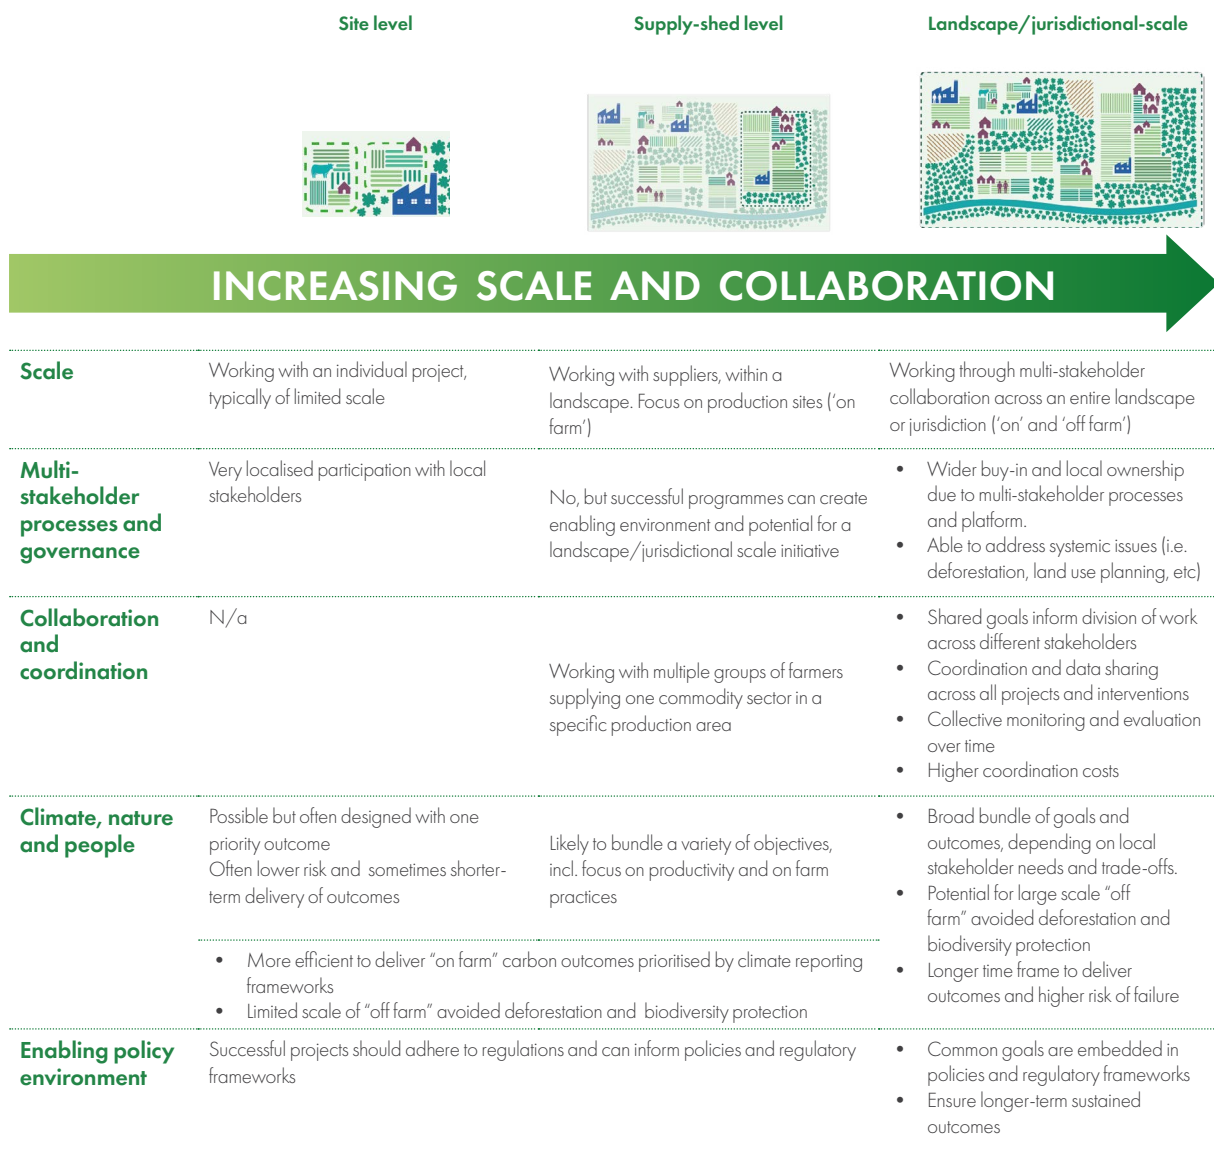 Site level
Supply-shed level
Landscape/jurisdictional-scale
INCREASING SCALE AND COLLABORATION
Scale
Working with an individual project,
typically of limited scale
Working with suppliers, within a
landscape. Focus on production sites (‘on
farm’)
Working through multi-stakeholder
collaboration across an entire landscape
or jurisdiction (‘on’ and ‘off farm’)
Multi-
stakeholder
processes and
governance
Very localised participation with local
stakeholders
No, but successful programmes can create
enabling environment and potential for a
landscape/jurisdictional scale initiative
• Wider buy-in and local ownership
due to multi-stakeholder processes
and platform.
• Able to address systemic issues (i.e.
deforestation, land use planning, etc)
Collaboration
and
coordination
N/a
Working with multiple groups of farmers
supplying one commodity sector in a
specific production area
• Shared goals inform division of work
across different stakeholders
• Coordination and data sharing
across all projects and interventions
• Collective monitoring and evaluation
over time
• Higher coordination costs
Climate, nature
and people
Possible but often designed with one
priority outcome
Often lower risk and sometimes shorter-
term delivery of outcomes
Likely to bundle a variety of objectives,
incl. focus on productivity and on farm
practices
• More efficient to deliver “on farm” carbon outcomes prioritised by climate reporting
frameworks
• Limited scale of “off farm” avoided deforestation and biodiversity protection
• Broad bundle of goals and
outcomes, depending on local
stakeholder needs and trade-offs.
• Potential for large scale “off
farm” avoided deforestation and
biodiversity protection
• Longer time frame to deliver
outcomes and higher risk of failure
Enabling policy
environment
Successful projects should adhere to regulations and can inform policies and regulatory
frameworks
• Common goals are embedded in
policies and regulatory frameworks
• Ensure longer-term sustained
outcomes